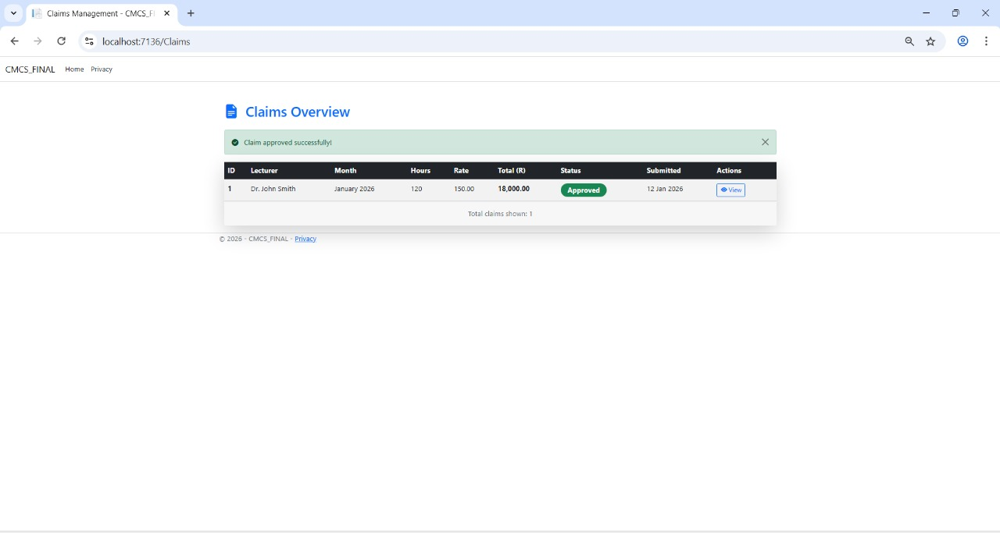 Claims Management - CMCS_FI
localhost:7136/Claims
CMCS_FINAL Home Privacy
Claims Overview
Claim approved successfully!
ID Lecturer Month Hours Rate Total (R) Status Submitted Actions
1 Dr. John Smith January 2026 120 150.00 18,000.00 Approved 12 Jan 2026 View
Total claims shown: 1
© 2026 - CMCS_FINAL - Privacy